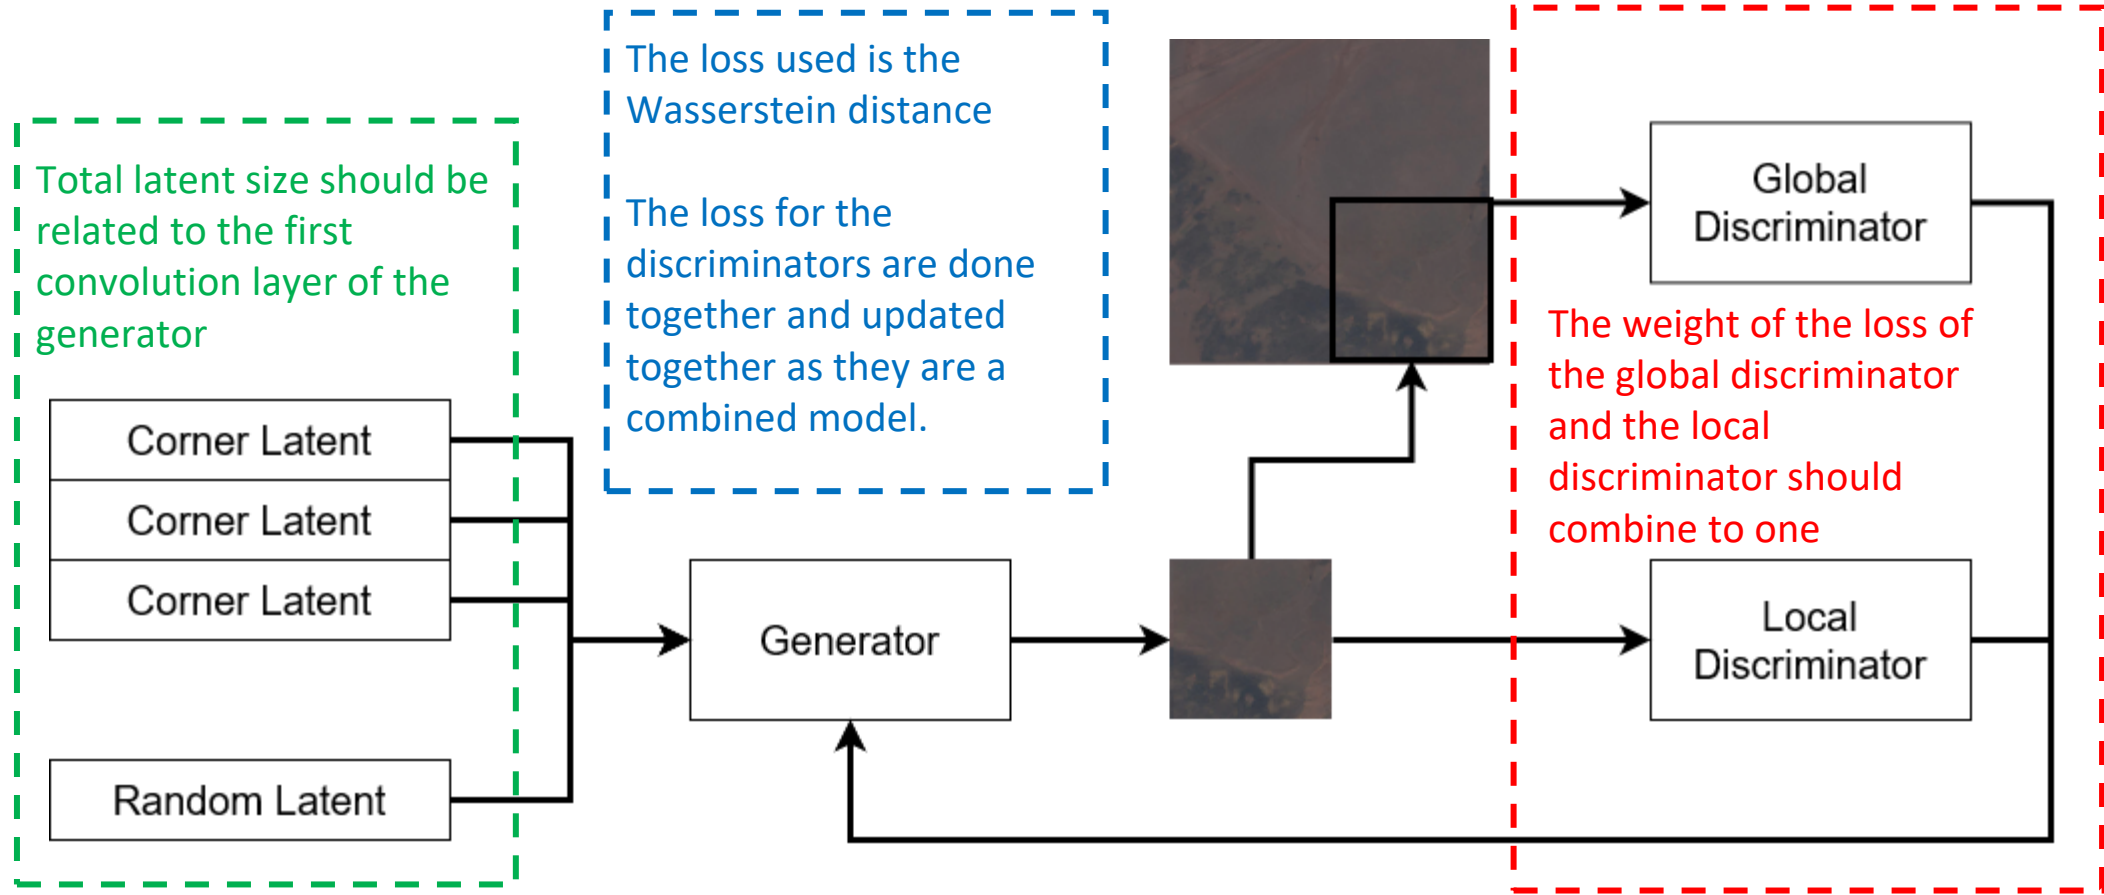 Total latent size should be
related to the first
convolution layer of the
generator
Corner Latent
Corner Latent
Corner Latent
Random Latent
The loss used is the
Wasserstein distance
The loss for the
discriminators are done
together and updated
together as they are a
combined model.
Generator
Global
Discriminator
The weight of the loss of
the global discriminator
and the local
discriminator should
combine to one
Local
Discriminator